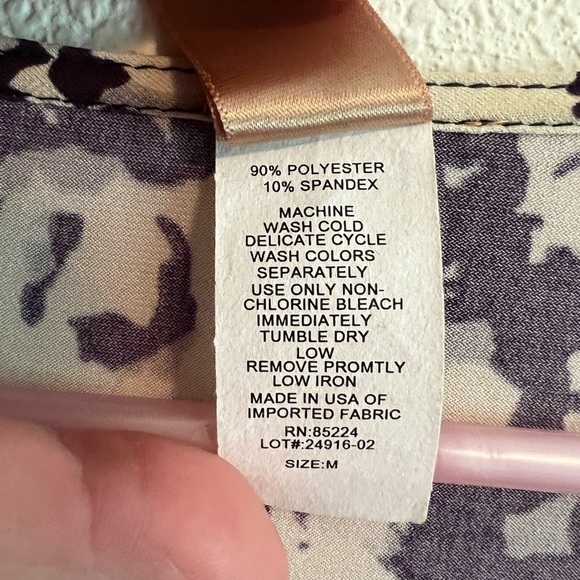 90% POLYESTER
10% SPANDEX
MACHINE
WASH COLD
DELICATE CYCLE
WASH COLORS
SEPARATELY
USE ONLY NON-
CHLORINE BLEACH
IMMEDIATELY
TUMBLE DRY
LOW
REMOVE PROMTLY
LOW IRON
MADE IN USA OF
IMPORTED FABRIC
RN:85224
LOT#:24916-02
SIZE:M